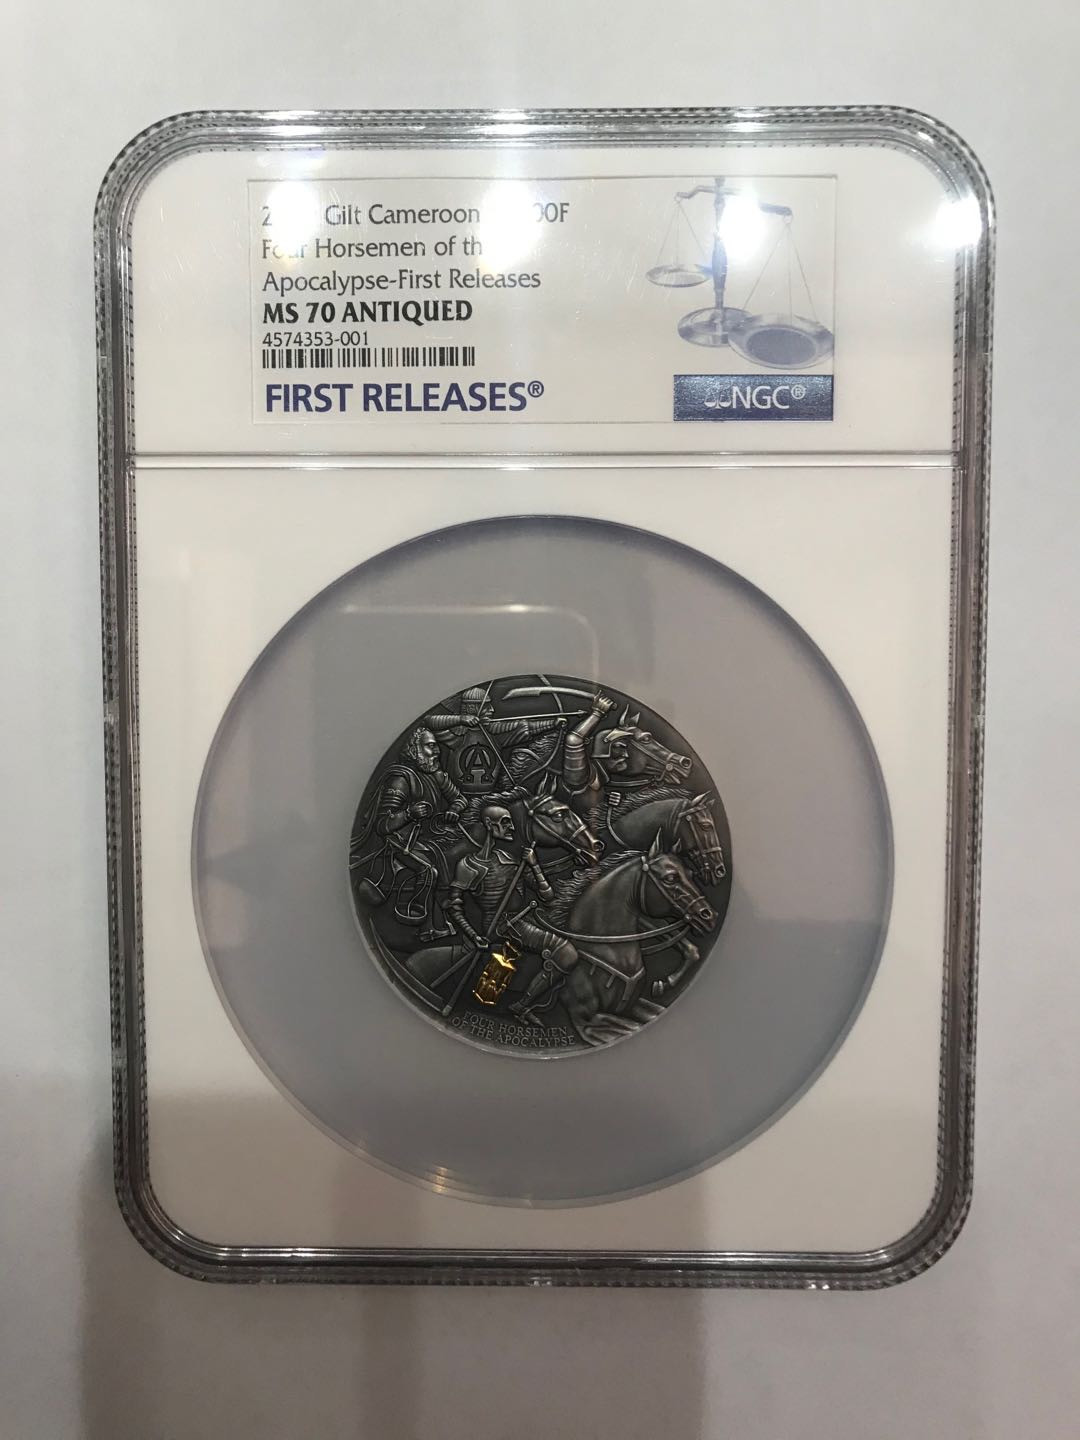 Gilt Cameroon
Four Horsemen of
Apocalypse-First Releases
MS 70 ANTIQUED
4574353-001
FIRST RELEASES®
NGC®
FOUR HORSEMEN
OF THE APOCALYPSE